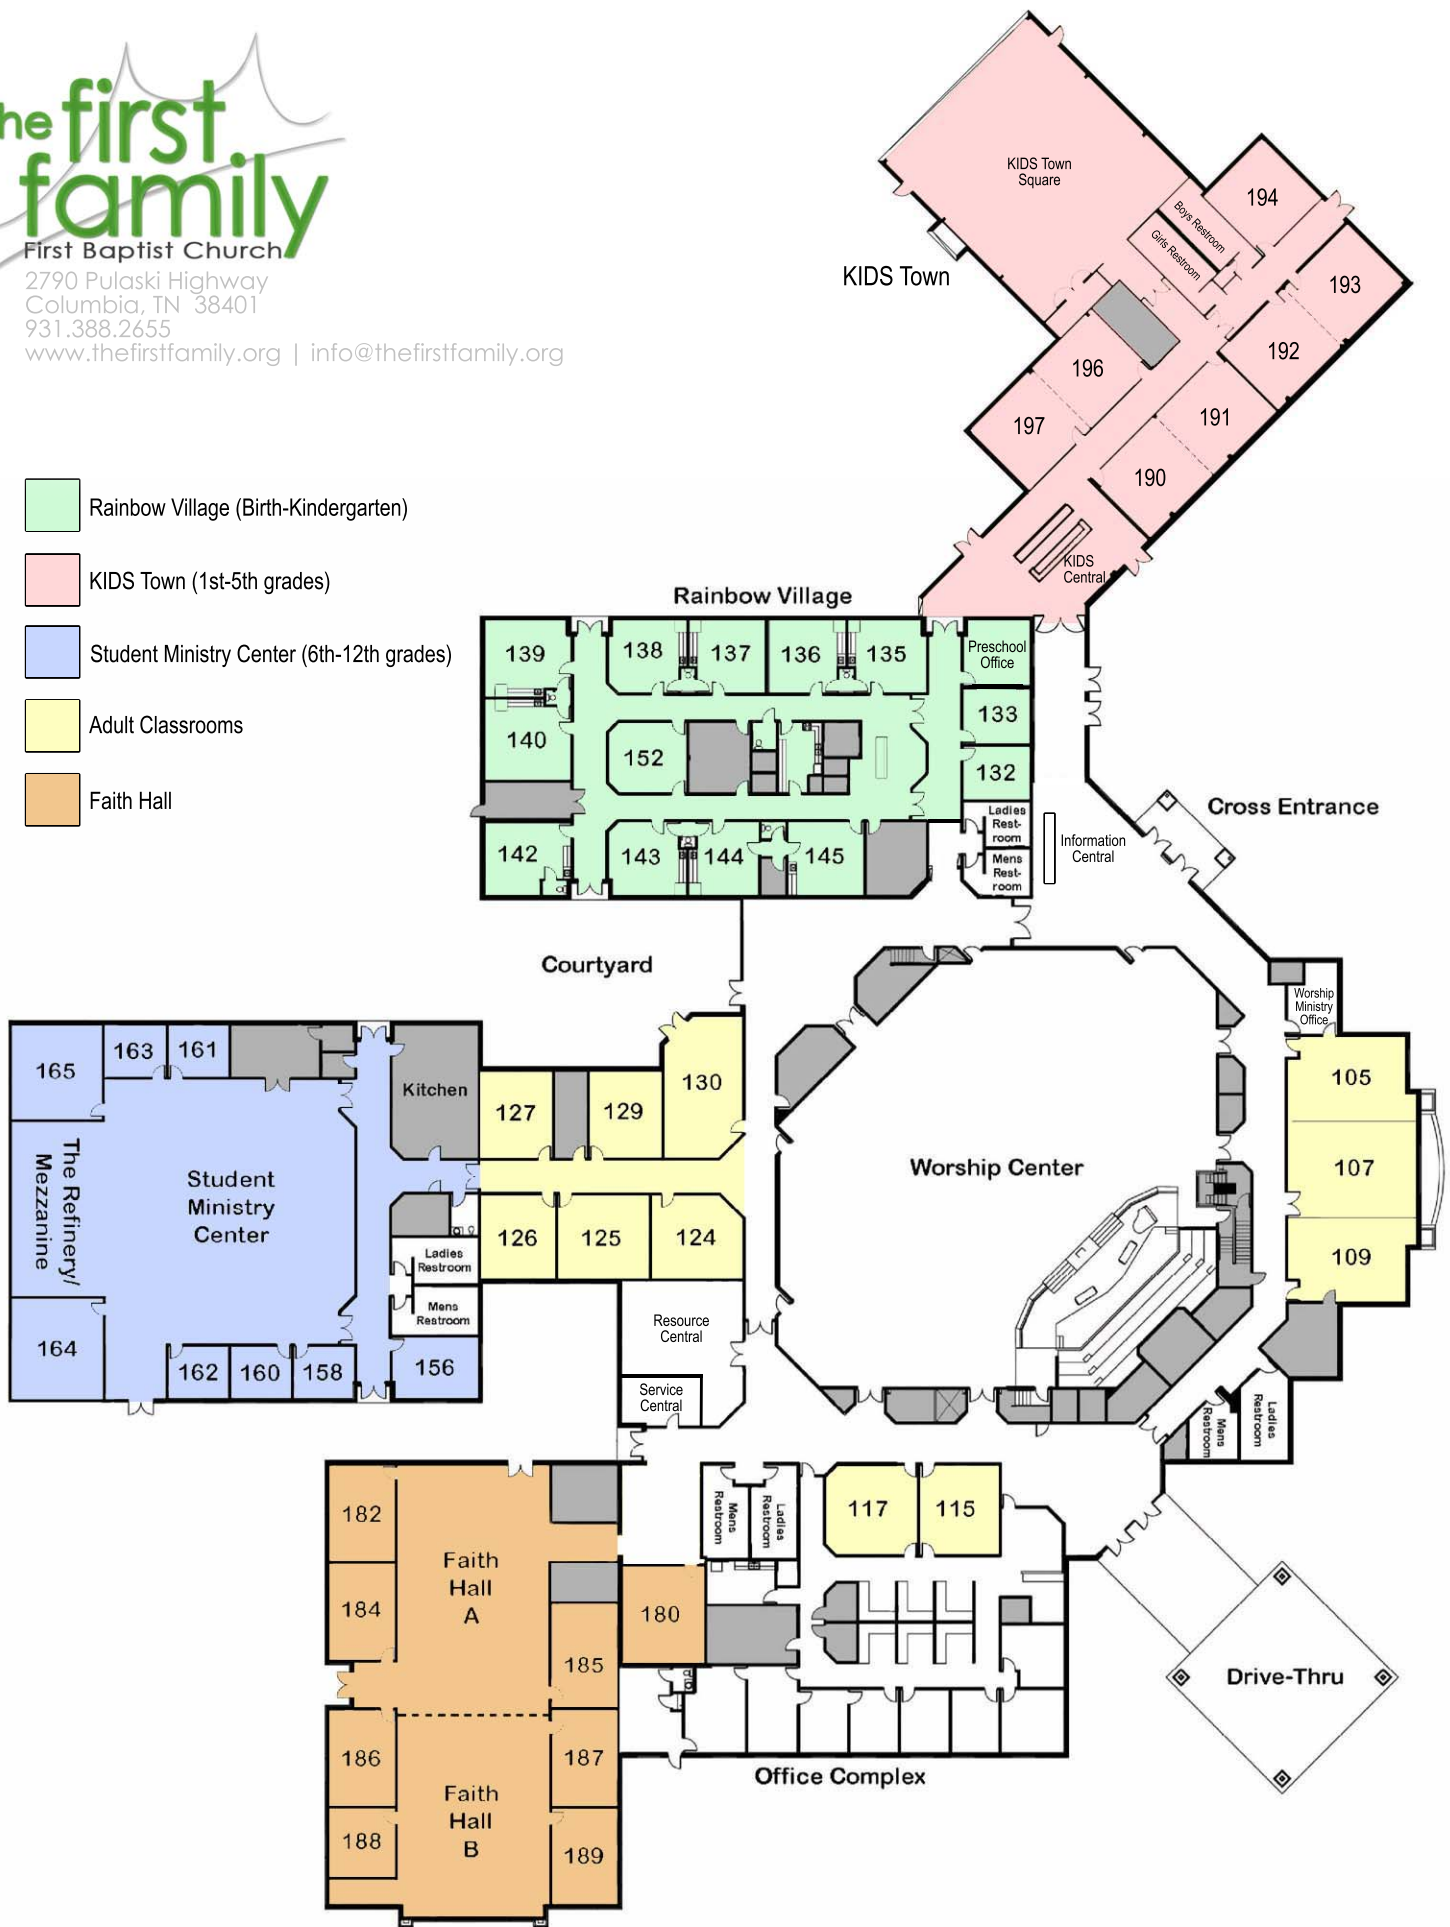 he first
family
First Baptist Church
2790 Pulaski Highway
Columbia, TN 38401
931.388.2655
www.thefirstfamily.org | info@thefirstfamily.org
Rainbow Village (Birth-Kindergarten)
KIDS Town (1st-5th grades)
Student Ministry Center (6th-12th grades)
Adult Classrooms
Faith Hall
KIDS Town
Square
Boys Restroom
Girls Restroom
194
193
192
191
190
196
197
KIDS Town
KIDS
Central
Rainbow Village
139
138
137
136
135
Preschool
Office
133
132
140
152
142
143
144
145
Ladies
Rest-
room
Mens
Rest-
room
Information
Central
Cross Entrance
Courtyard
Worship
Ministry
Office
105
107
109
Worship Center
165
163
161
Kitchen
127
129
130
The Refinery/
Mezzanine
Student
Ministry
Center
126
125
124
Ladies
Restroom
Mens
Restroom
164
162
160
158
156
Resource
Central
Service
Central
Mens
Restroom
Ladies
Restroom
182
184
186
188
Faith
Hall
A
Faith
Hall
B
185
187
189
180
Mens
Restroom
Ladies
Restroom
117
115
Office Complex
Drive-Thru